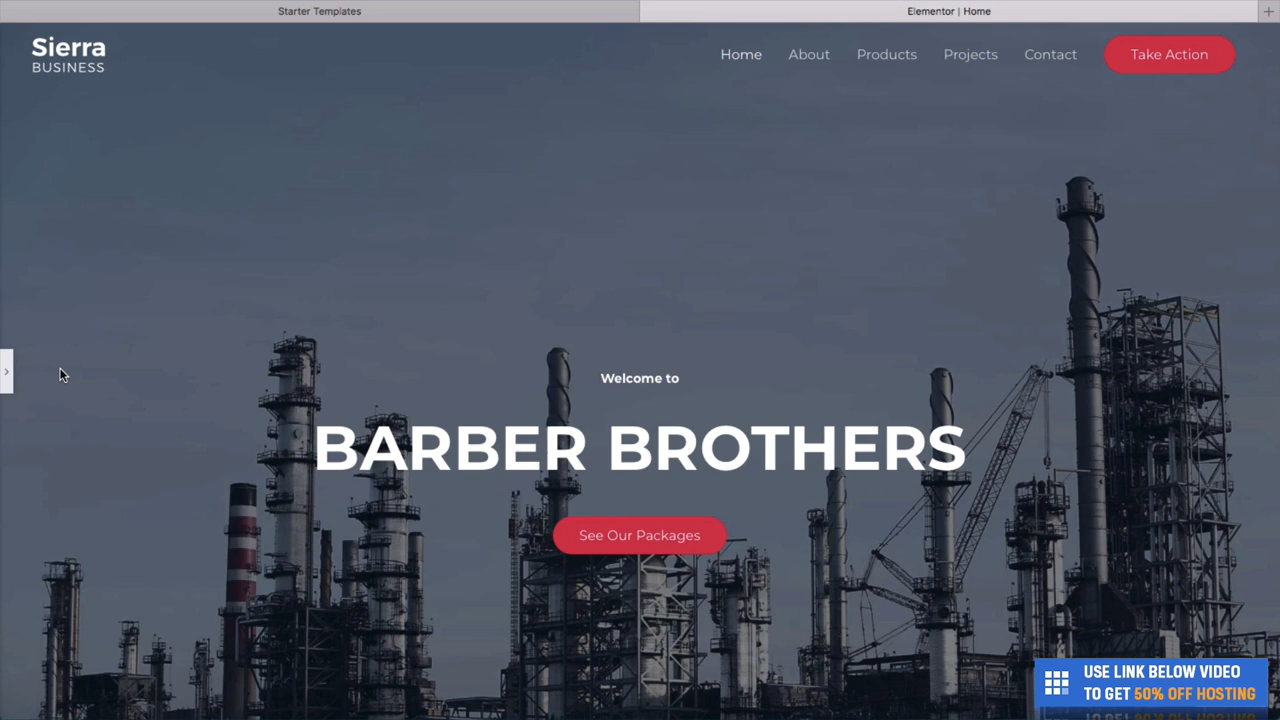 Starter Templates
Elementor | Home
Sierra
BUSINESS
Home
About
Products
Projects
Contact
Take Action
Welcome to
BARBER BROTHERS
See Our Packages
USE LINK BELOW VIDEO
TO GET 50% OFF HOSTING